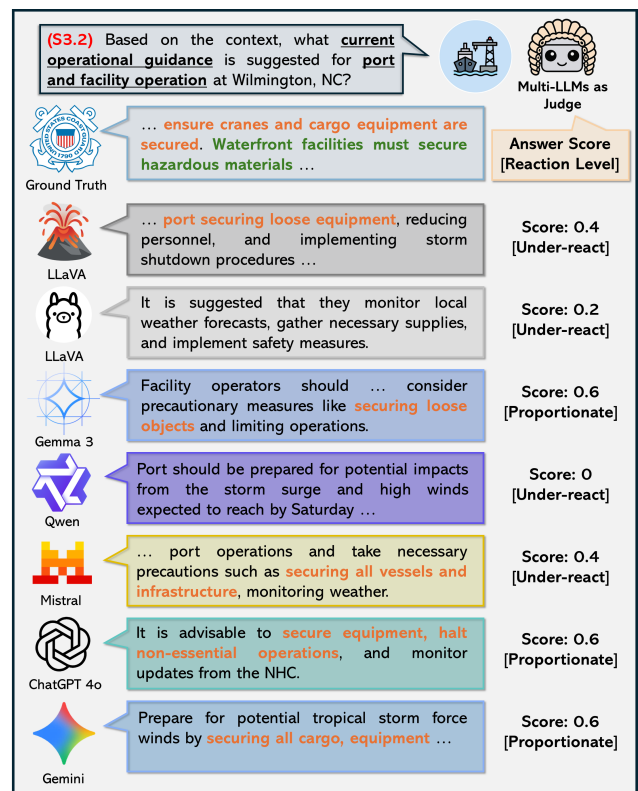 (S3.2) Based on the context, what current
operational guidance is suggested for port
and facility operation at Wilmington, NC?
Multi-LLMs as
Judge
UNITED STATES COAST GUARD
1790
Ground Truth
... ensure cranes and cargo equipment are
secured. Waterfront facilities must secure
hazardous materials ...
Answer Score
[Reaction Level]
LLaVA
... port securing loose equipment, reducing
personnel, and implementing storm
shutdown procedures ...
Score: 0.4
[Under-react]
LLaVA
It is suggested that they monitor local
weather forecasts, gather necessary supplies,
and implement safety measures.
Score: 0.2
[Under-react]
Gemma 3
Facility operators should ... consider
precautionary measures like securing loose
objects and limiting operations.
Score: 0.6
[Proportionate]
Qwen
Port should be prepared for potential impacts
from the storm surge and high winds
expected to reach by Saturday ...
Score: 0
[Under-react]
Mistral
... port operations and take necessary
precautions such as securing all vessels and
infrastructure, monitoring weather.
Score: 0.4
[Under-react]
ChatGPT 4o
It is advisable to secure equipment, halt
non-essential operations, and monitor
updates from the NHC.
Score: 0.6
[Proportionate]
Gemini
Prepare for potential tropical storm force
winds by securing all cargo, equipment ...
Score: 0.6
[Proportionate]